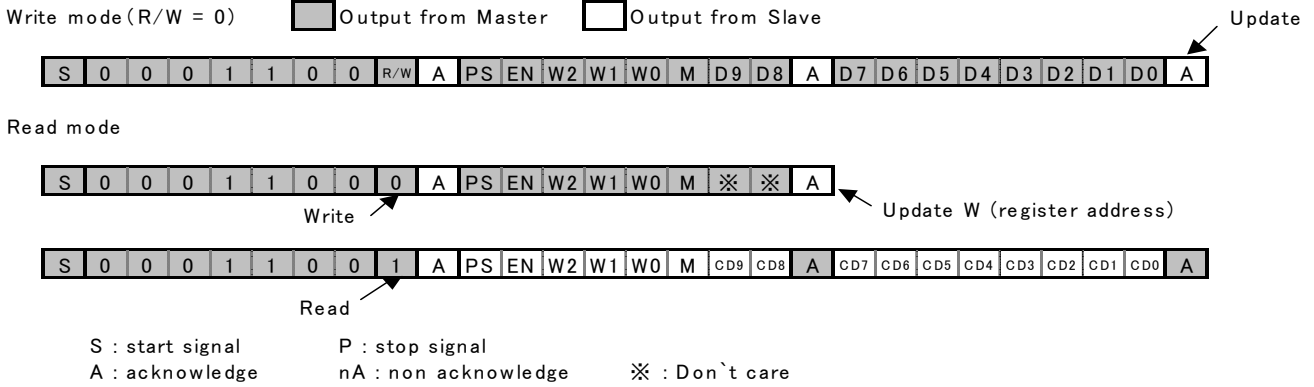 Write mode(R/W = 0) Output from Master Output from Slave Update
S 0 0 0 1 1 0 0 R/W A PS EN W2 W1 W0 M D9 D8 A D7 D6 D5 D4 D3 D2 D1 D0 A
Read mode
S 0 0 0 1 1 0 0 0 A PS EN W2 W1 W0 M ※ ※ A
Write Update W (register address)
S 0 0 0 1 1 0 0 1 A PS EN W2 W1 W0 M CD9 CD8 A CD7 CD6 CD5 CD4 CD3 CD2 CD1 CD0 A
Read
S : start signal P : stop signal
A : acknowledge nA : non acknowledge ※ : Don`t care